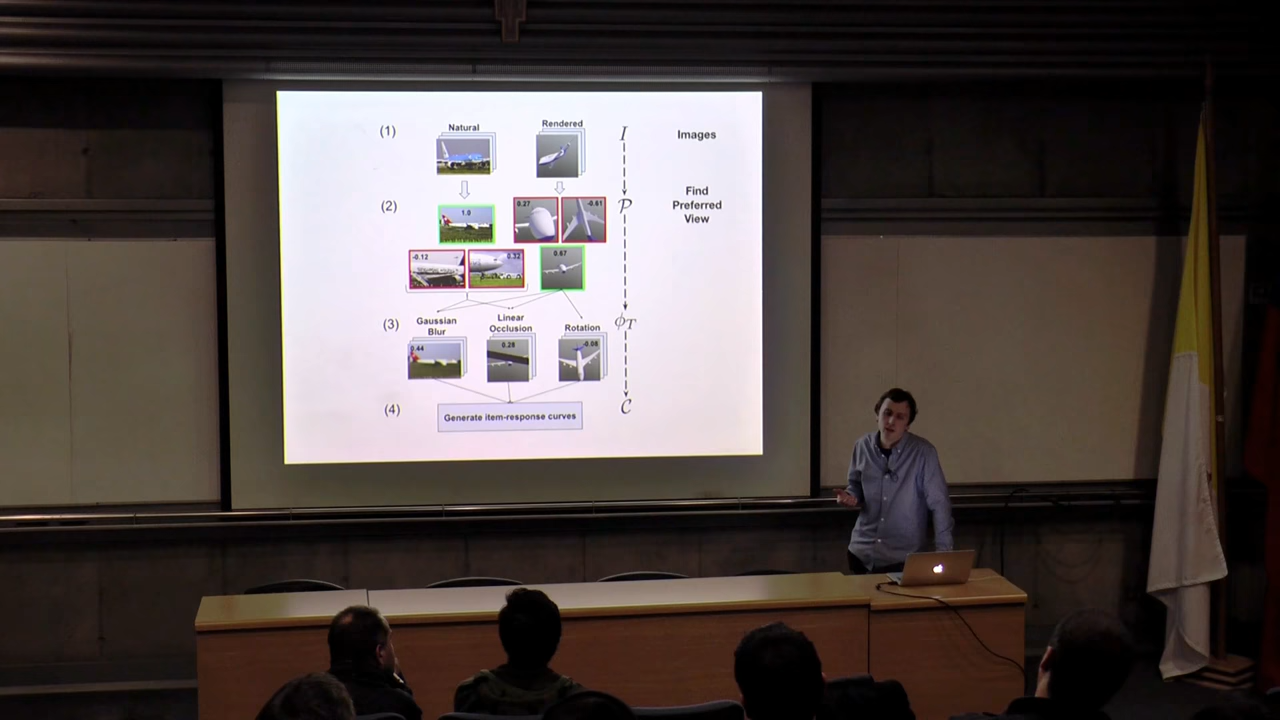 (1)
Natural
Rendered
I
Images
(2)
1.0
0.27
-0.61
P
Find
Preferred
View
-0.12
0.32
0.67
(3)
Gaussian
Blur
Linear
Occlusion
Rotation
ϕT
0.44
0.28
-0.08
(4)
Generate item-response curves
C